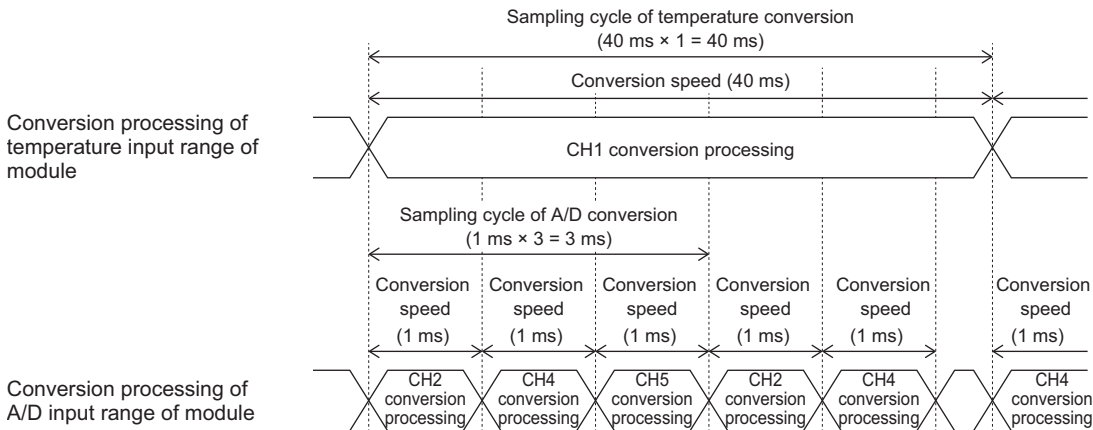 Sampling cycle of temperature conversion
(40 ms × 1 = 40 ms)
Conversion speed (40 ms)
Conversion processing of
temperature input range of
module
CH1 conversion processing
Sampling cycle of A/D conversion
(1 ms × 3 = 3 ms)
Conversion
speed
(1 ms)
Conversion
speed
(1 ms)
Conversion
speed
(1 ms)
Conversion
speed
(1 ms)
Conversion
speed
(1 ms)
Conversion
speed
(1 ms)
Conversion processing of
A/D input range of module
CH2
conversion
processing
CH4
conversion
processing
CH5
conversion
processing
CH2
conversion
processing
CH4
conversion
processing
CH4
conversion
processing